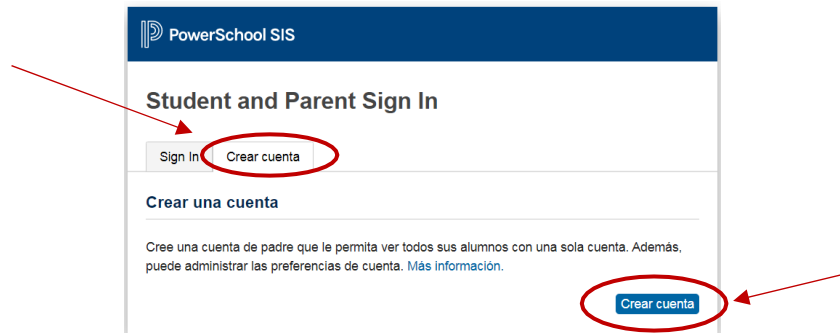 PowerSchool SIS
Student and Parent Sign In
Sign In
Crear cuenta
Crear una cuenta
Cree una cuenta de padre que le permita ver todos sus alumnos con una sola cuenta. Además,
puede administrar las preferencias de cuenta. Más información.
Crear cuenta